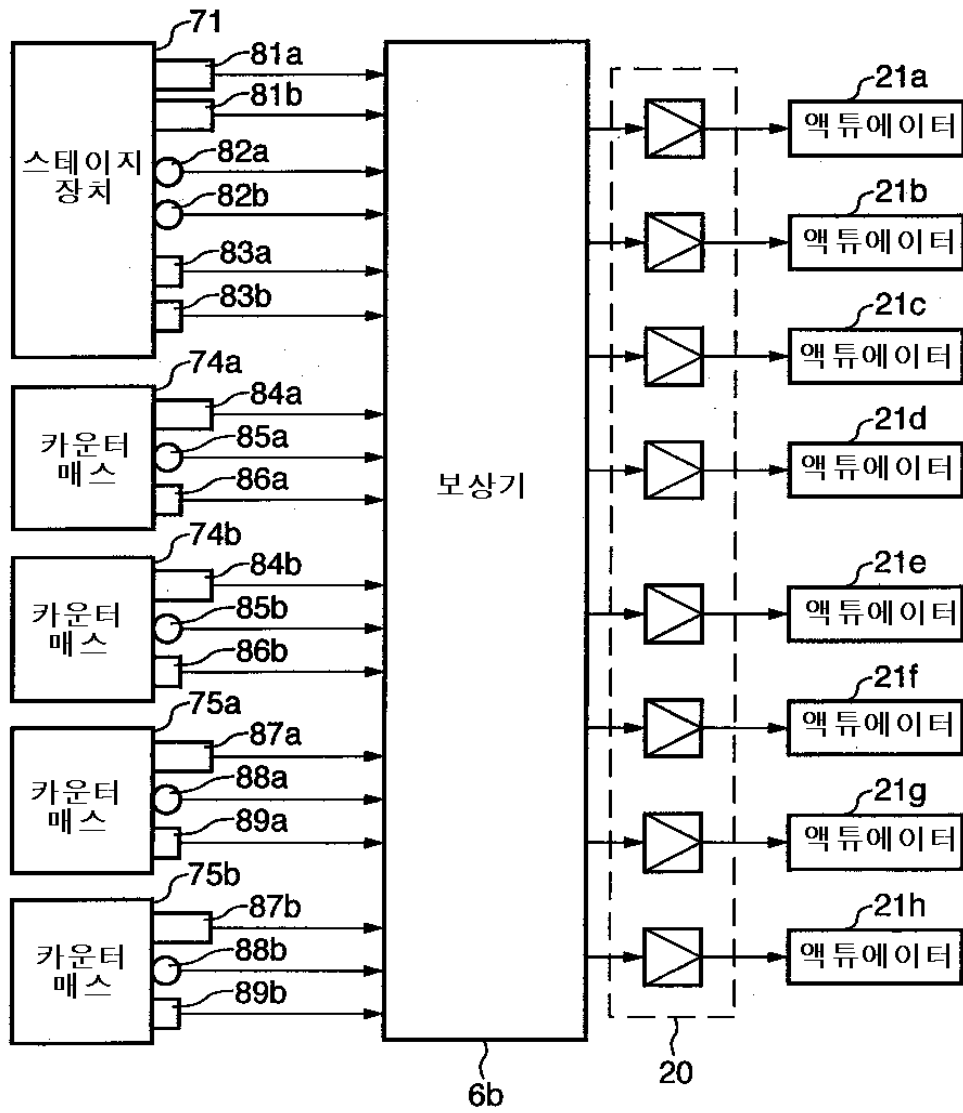 71
81a
81b
스테이지
장치
82a
82b
83a
83b
74a
카운터
매스
84a
85a
86a
74b
카운터
매스
84b
85b
86b
75a
카운터
매스
87a
88a
89a
75b
카운터
매스
87b
88b
89b
보상기
6b
20
21a
액튜에이터
21b
액튜에이터
21c
액튜에이터
21d
액튜에이터
21e
액튜에이터
21f
액튜에이터
21g
액튜에이터
21h
액튜에이터